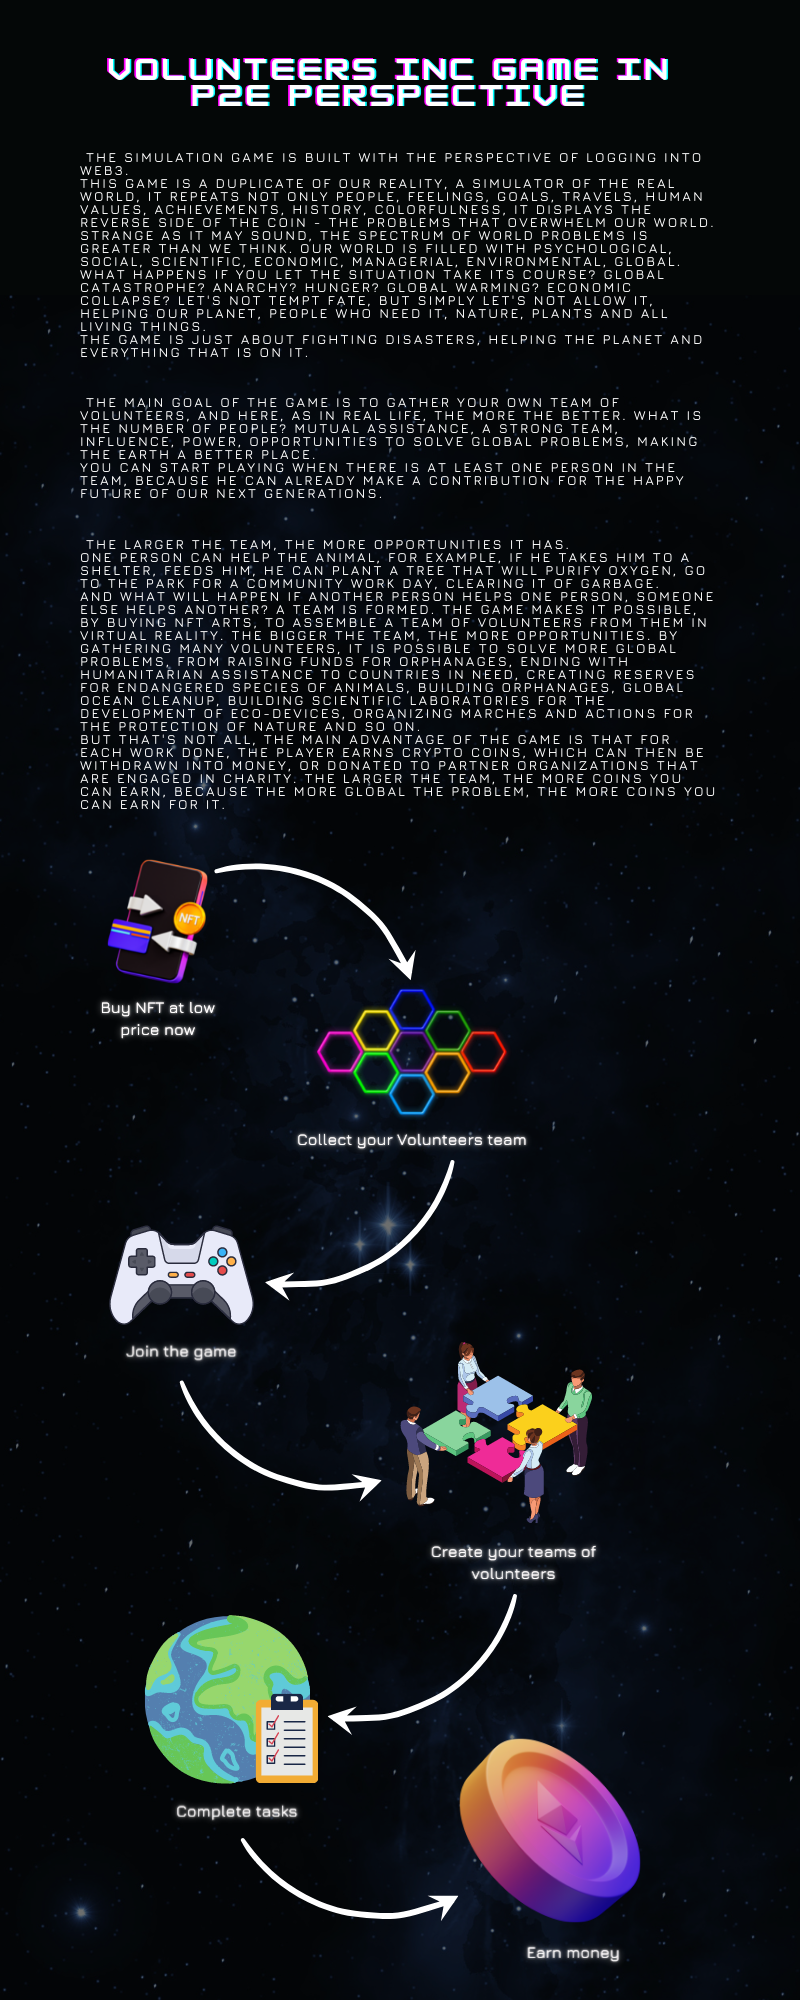 VOLUNTEERS INC GAME IN
P2E PERSPECTIVE
THE SIMULATION GAME IS BUILT WITH THE PERSPECTIVE OF LOGGING INTO
WEB3.
THIS GAME IS A DUPLICATE OF OUR REALITY, A SIMULATOR OF THE REAL
WORLD, IT REPEATS NOT ONLY PEOPLE, FEELINGS, GOALS, TRAVELS, HUMAN
VALUES, ACHIEVEMENTS, HISTORY, COLORFULNESS, IT DISPLAYS THE
REVERSE SIDE OF THE COIN - THE PROBLEMS THAT OVERWHELM OUR WORLD.
STRANGE AS IT MAY SOUND, THE SPECTRUM OF WORLD PROBLEMS IS
GREATER THAN WE THINK. OUR WORLD IS FILLED WITH PSYCHOLOGICAL,
SOCIAL, SCIENTIFIC, ECONOMIC, MANAGERIAL, ENVIRONMENTAL, GLOBAL.
WHAT HAPPENS IF YOU LET THE SITUATION TAKE ITS COURSE? GLOBAL
CATASTROPHE? ANARCHY? HUNGER? GLOBAL WARMING? ECONOMIC
COLLAPSE? LET'S NOT TEMPT FATE, BUT SIMPLY LET'S NOT ALLOW IT,
HELPING OUR PLANET, PEOPLE WHO NEED IT, NATURE, PLANTS AND ALL
LIVING THINGS.
THE GAME IS JUST ABOUT FIGHTING DISASTERS, HELPING THE PLANET AND
EVERYTHING THAT IS ON IT.
THE MAIN GOAL OF THE GAME IS TO GATHER YOUR OWN TEAM OF
VOLUNTEERS, AND HERE, AS IN REAL LIFE, THE MORE THE BETTER. WHAT IS
THE NUMBER OF PEOPLE? MUTUAL ASSISTANCE, A STRONG TEAM,
INFLUENCE, POWER, OPPORTUNITIES TO SOLVE GLOBAL PROBLEMS, MAKING
THE EARTH A BETTER PLACE.
YOU CAN START PLAYING WHEN THERE IS AT LEAST ONE PERSON IN THE
TEAM, BECAUSE HE CAN ALREADY MAKE A CONTRIBUTION FOR THE HAPPY
FUTURE OF OUR NEXT GENERATIONS.
THE LARGER THE TEAM, THE MORE OPPORTUNITIES IT HAS.
ONE PERSON CAN HELP THE ANIMAL, FOR EXAMPLE, IF HE TAKES HIM TO A
SHELTER, FEEDS HIM, HE CAN PLANT A TREE THAT WILL PURIFY OXYGEN, GO
TO THE PARK FOR A COMMUNITY WORK DAY, CLEARING IT OF GARBAGE.
AND WHAT WILL HAPPEN IF ANOTHER PERSON HELPS ONE PERSON, SOMEONE
ELSE HELPS ANOTHER? A TEAM IS FORMED. THE GAME MAKES IT POSSIBLE,
BY BUYING NFT ARTS, TO ASSEMBLE A TEAM OF VOLUNTEERS FROM THEM IN
VIRTUAL REALITY. THE BIGGER THE TEAM, THE MORE OPPORTUNITIES. BY
GATHERING MANY VOLUNTEERS, IT IS POSSIBLE TO SOLVE MORE GLOBAL
PROBLEMS, FROM RAISING FUNDS FOR ORPHANAGES, ENDING WITH
HUMANITARIAN ASSISTANCE TO COUNTRIES IN NEED, CREATING RESERVES
FOR ENDANGERED SPECIES OF ANIMALS, BUILDING ORPHANAGES, GLOBAL
OCEAN CLEANUP, BUILDING SCIENTIFIC LABORATORIES FOR THE
DEVELOPMENT OF ECO-DEVICES, ORGANIZING MARCHES AND ACTIONS FOR
THE PROTECTION OF NATURE AND SO ON.
BUT THAT'S NOT ALL, THE MAIN ADVANTAGE OF THE GAME IS THAT FOR
EACH WORK DONE, THE PLAYER EARNS CRYPTO COINS, WHICH CAN THEN BE
WITHDRAWN INTO MONEY, OR DONATED TO PARTNER ORGANIZATIONS THAT
ARE ENGAGED IN CHARITY. THE LARGER THE TEAM, THE MORE COINS YOU
CAN EARN, BECAUSE THE MORE GLOBAL THE PROBLEM, THE MORE COINS YOU
CAN EARN FOR IT.
NFT
Buy NFT at low
price now
Collect your Volunteers team
Join the game
Create your teams of
volunteers
Complete tasks
Earn money